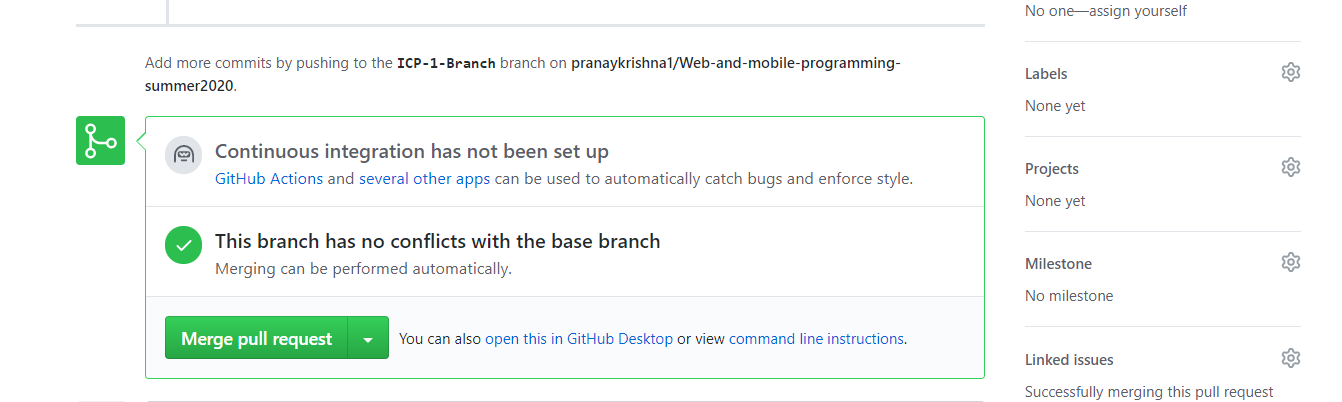 No one—assign yourself
Add more commits by pushing to the ICP-1-Branch branch on pranaykrishna1/Web-and-mobile-programming-
summer2020.
Continuous integration has not been set up
GitHub Actions and several other apps can be used to automatically catch bugs and enforce style.
This branch has no conflicts with the base branch
Merging can be performed automatically.
Merge pull request
You can also open this in GitHub Desktop or view command line instructions.
Labels
None yet
Projects
None yet
Milestone
No milestone
Linked issues
Successfully merging this pull request